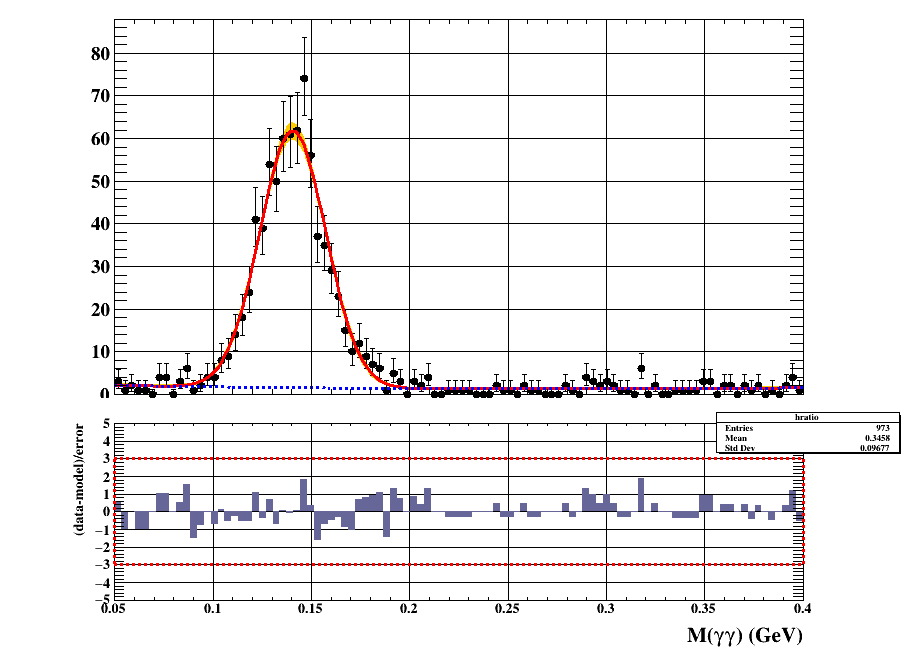 80
70
60
50
40
30
20
10
0
hratio
Entries 973
Mean 0.3458
Std Dev 0.09677
(data-model)/error
5
4
3
2
1
0
−1
−2
−3
−4
−5
0.05 0.1 0.15 0.2 0.25 0.3 0.35 0.4
M(γγ) (GeV)